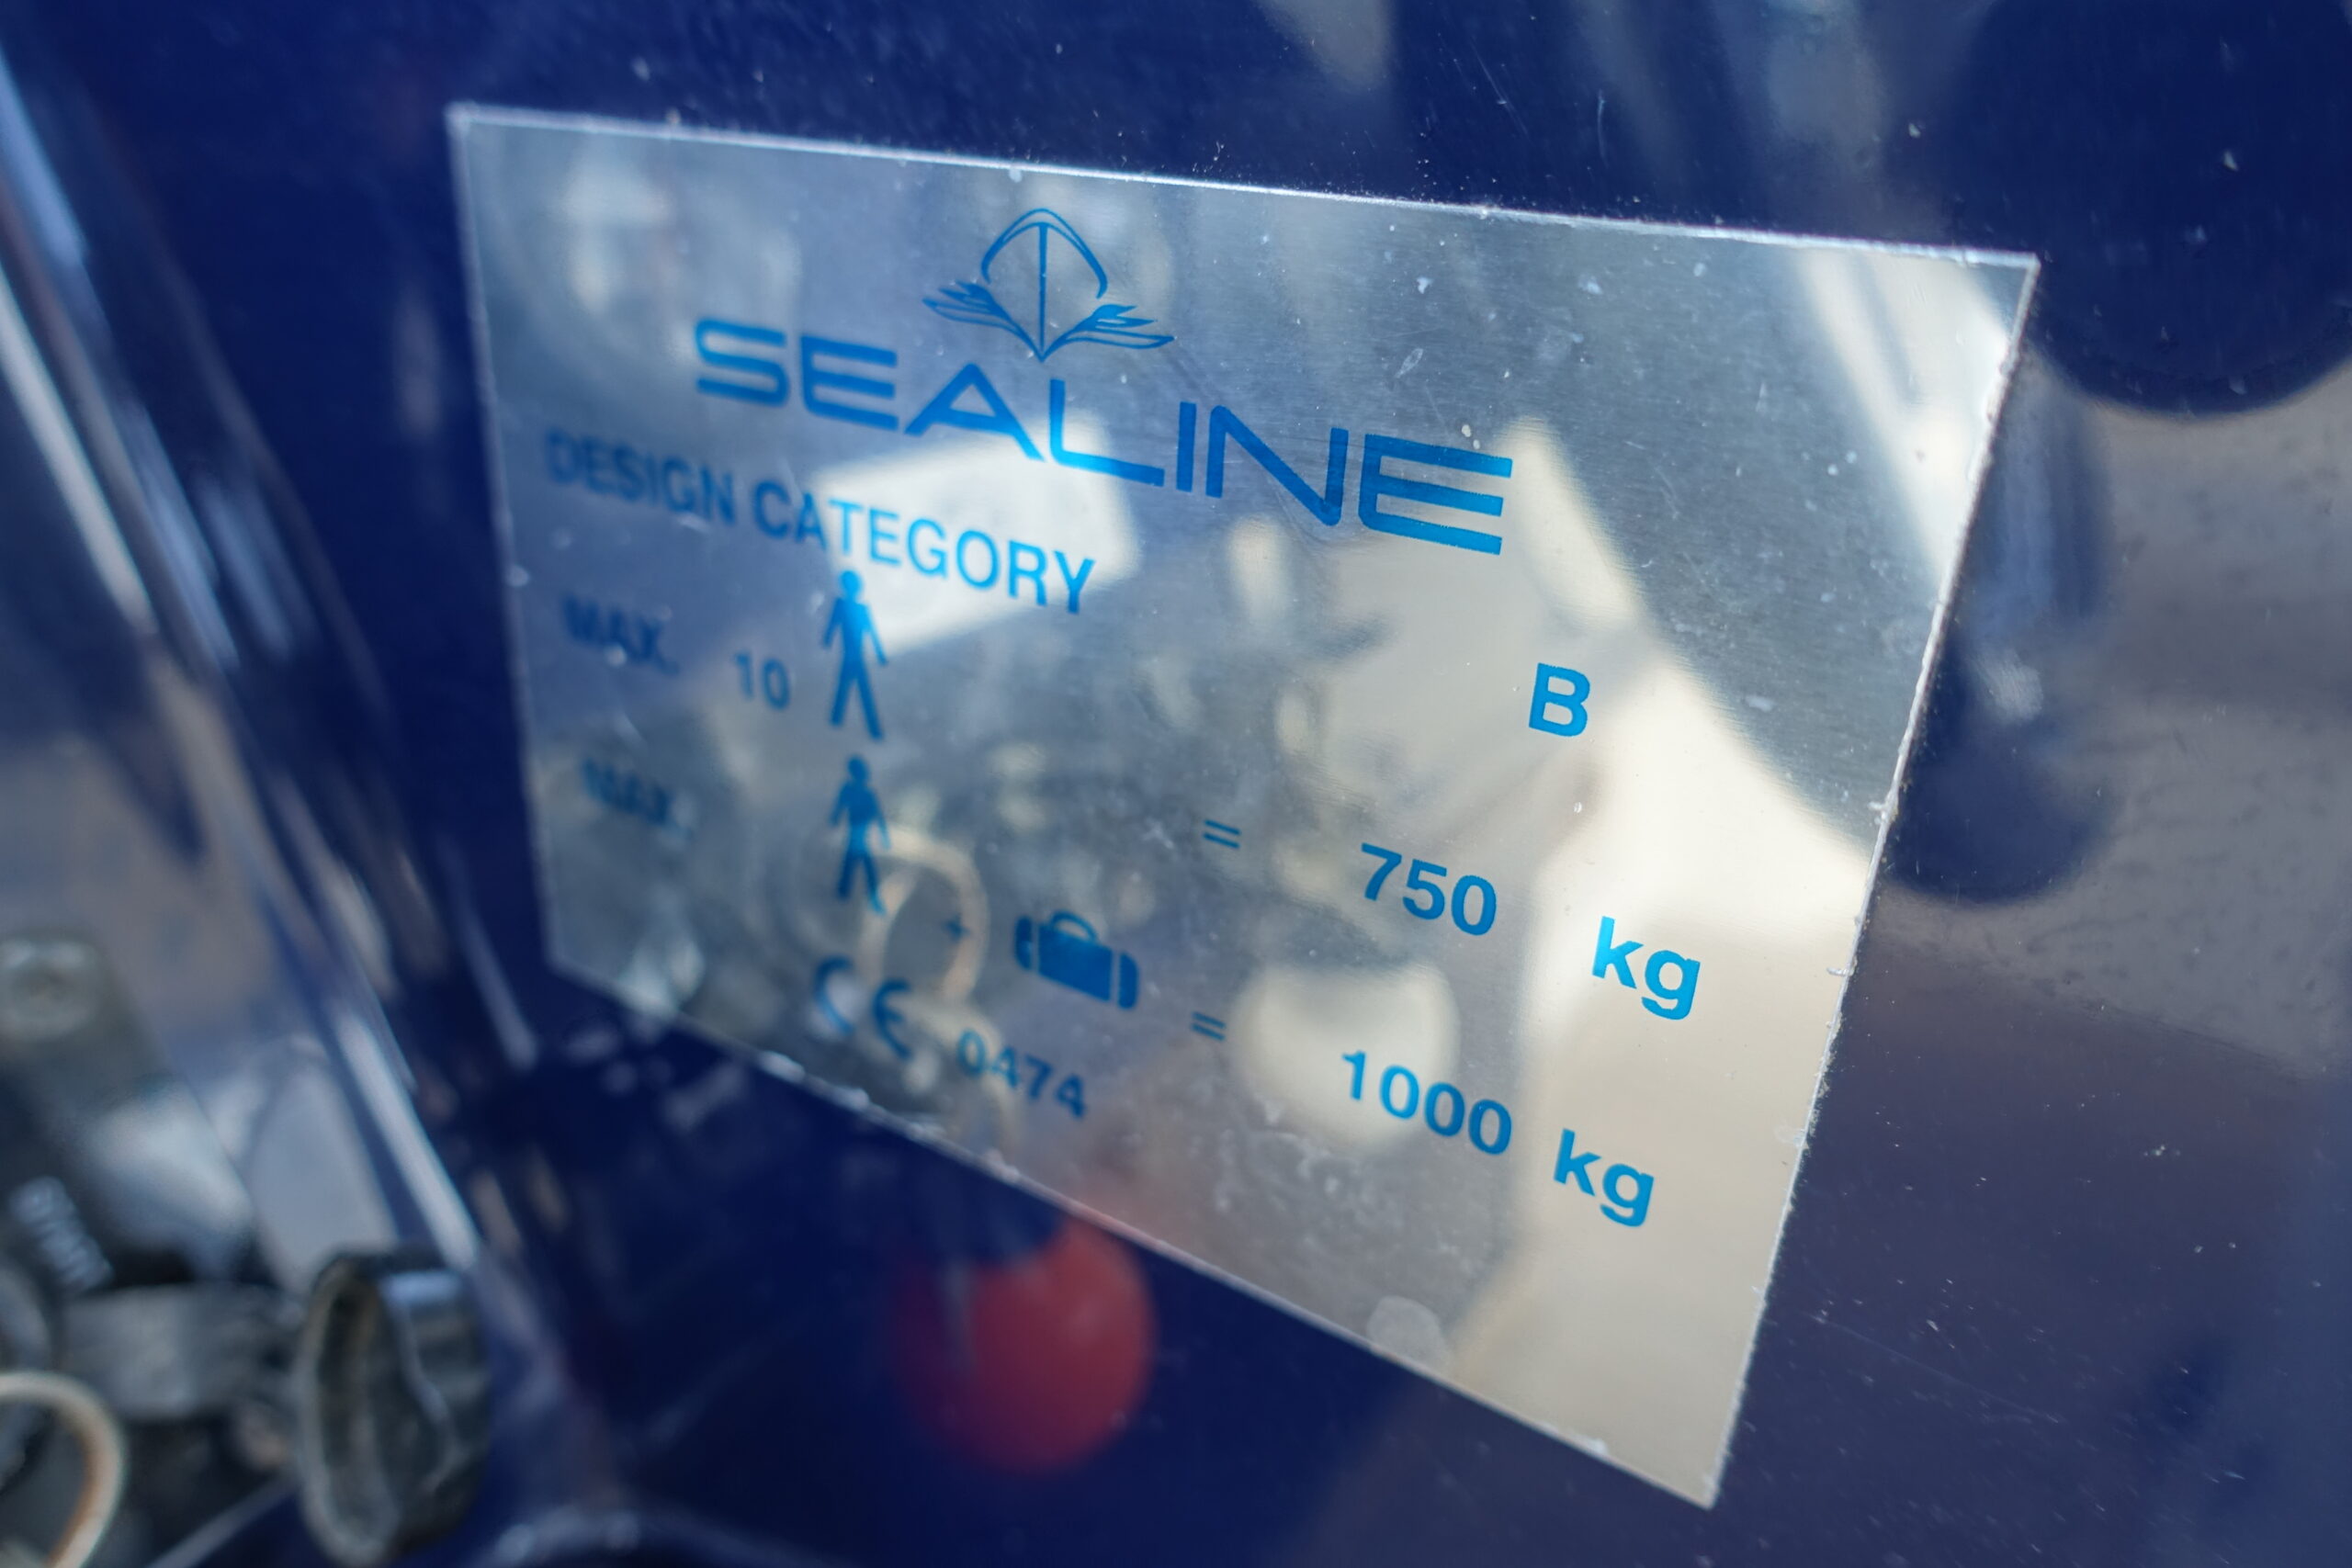 SEALINE
DESIGN CATEGORY B
MAX. 10 = 750 kg
MAX. + = 1000 kg
CE 0474